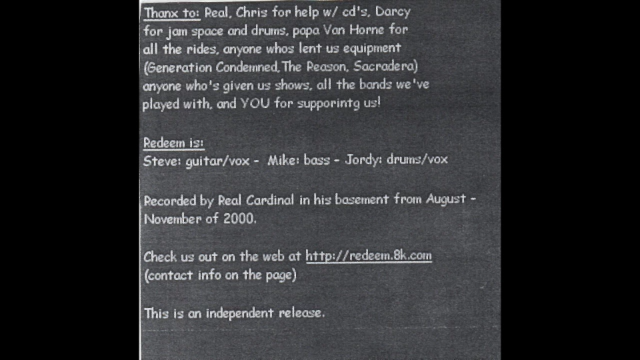 Thanx to: Real, Chris for help w/ cd's, Darcy
for jam space and drums, papa Van Horne for
all the rides, anyone whos lent us equipment
(Generation Condemned,The Reason, Sacradera)
anyone who's given us shows, all the bands we've
played with, and YOU for supporintg us!
Redeem is:
Steve: guitar/vox - Mike: bass - Jordy: drums/vox
Recorded by Real Cardinal in his basement from August -
November of 2000.
Check us out on the web at http://redeem.8k.com
(contact info on the page)
This is an independent release.